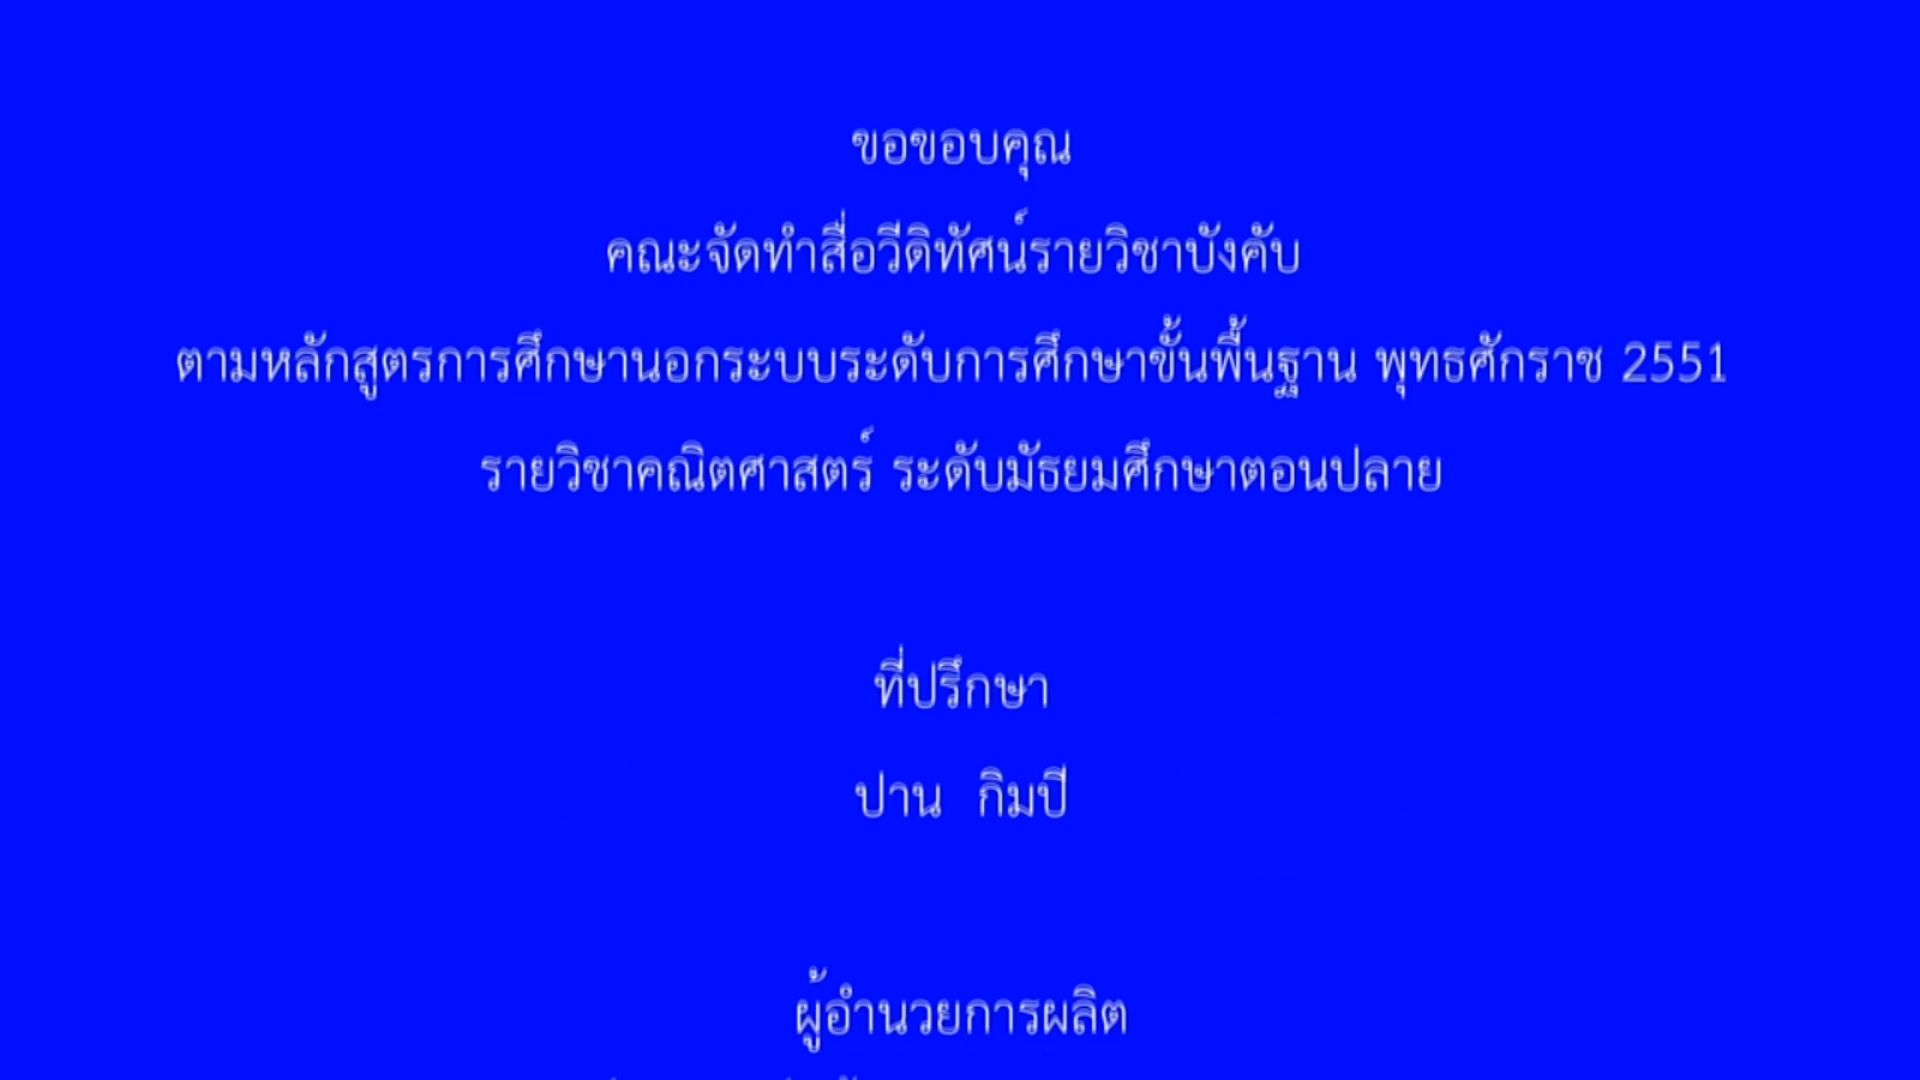 ขอขอบคุณ
คณะจัดทำสื่อวีดิทัศน์รายวิชาบังคับ
ตามหลักสูตรการศึกษานอกระบบระดับการศึกษาขั้นพื้นฐาน พุทธศักราช 2551
รายวิชาคณิตศาสตร์ ระดับมัธยมศึกษาตอนปลาย
ที่ปรึกษา
ปาน กิมปี
ผู้อำนวยการผลิต